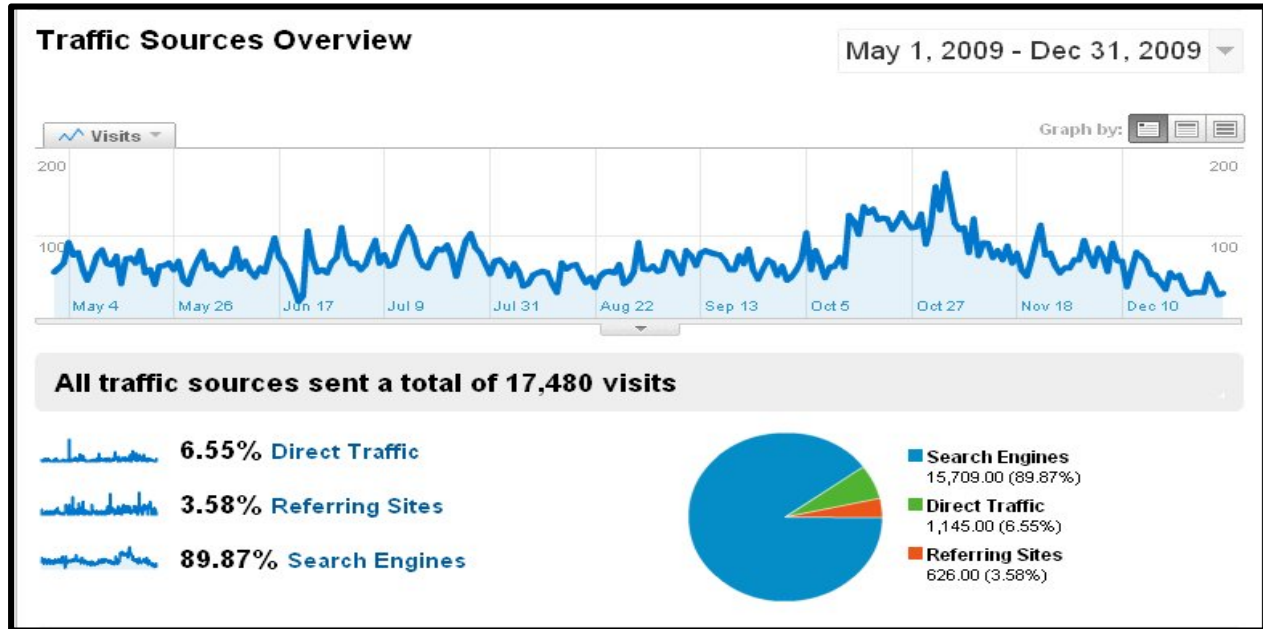 Traffic Sources Overview
May 1, 2009 - Dec 31, 2009
Visits
Graph by:
200
200
100
100
May 4
May 26
Jun 17
Jul 9
Jul 31
Aug 22
Sep 13
Oct 5
Oct 27
Nov 18
Dec 10
All traffic sources sent a total of 17,480 visits
6.55% Direct Traffic
3.58% Referring Sites
89.87% Search Engines
Search Engines
15,709.00 (89.87%)
Direct Traffic
1,145.00 (6.55%)
Referring Sites
626.00 (3.58%)